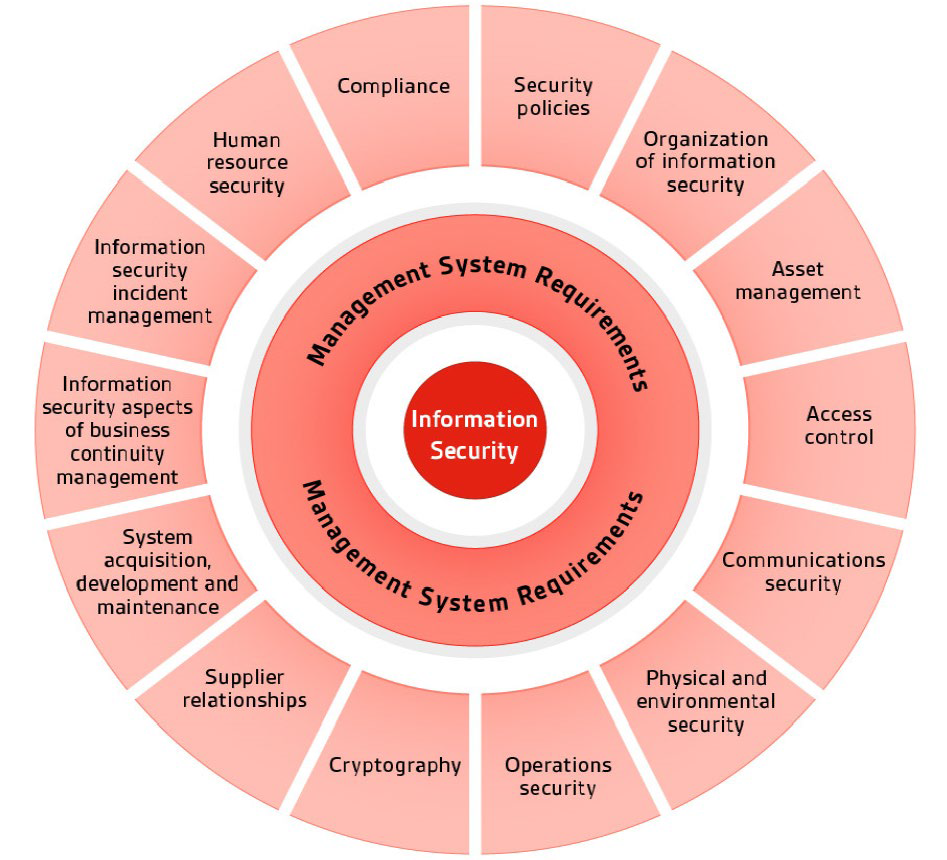 Compliance
Security
policies
Organization
of information
security
Asset
management
Access
control
Communications
security
Physical and
environmental
security
Operations
security
Cryptography
Supplier
relationships
System
acquisition,
development and
maintenance
Information
security aspects
of business
continuity
management
Information
security
incident
management
Human
resource
security
Management System Requirements
Information
Security
Management System Requirements